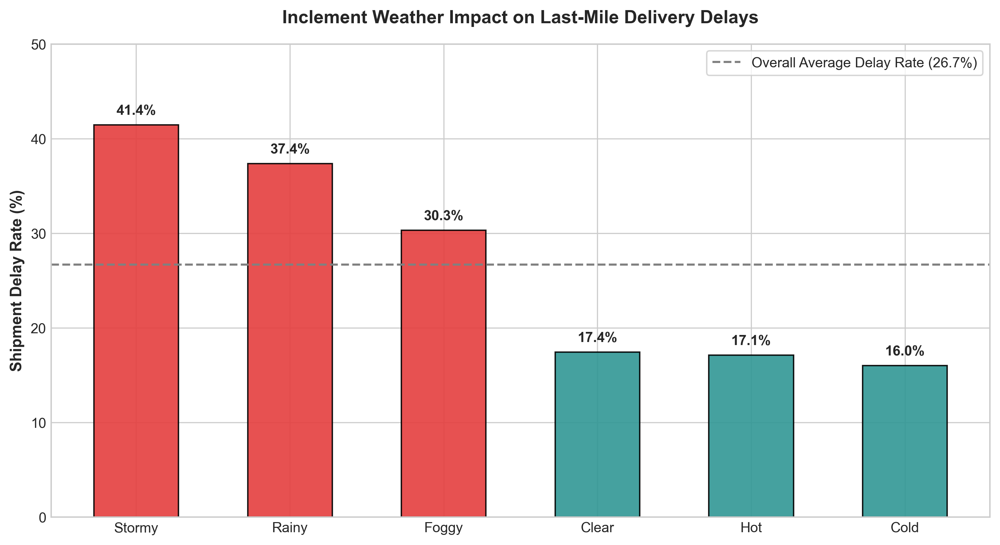 Inclement Weather Impact on Last-Mile Delivery Delays
Overall Average Delay Rate (26.7%)
Shipment Delay Rate (%)
50
40
30
20
10
0
41.4%
37.4%
30.3%
17.4%
17.1%
16.0%
Stormy
Rainy
Foggy
Clear
Hot
Cold